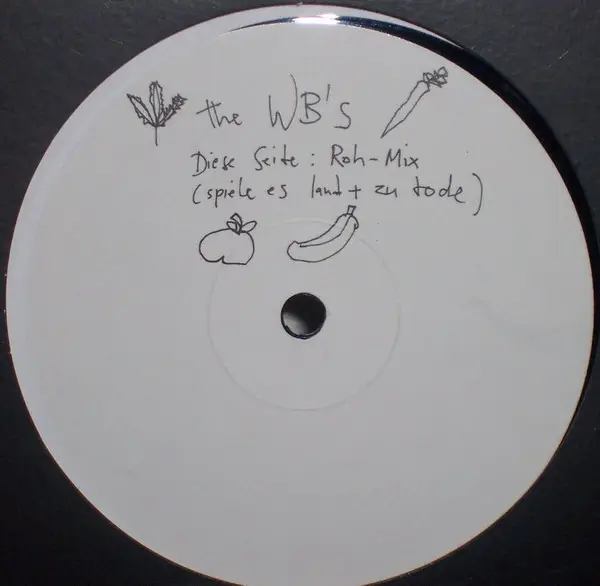 the WB's
Diese Seite : Roh-Mix
(spiele es laut + zu tode)